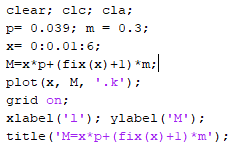 clear; clc; cla;
p= 0.039; m = 0.3;
x= 0:0.01:6;
M=x*p+(fix(x)+1)*m;
plot(x, M, '.k');
grid on;
xlabel('l'); ylabel('M');
title('M=x*p+(fix(x)+1)*m');